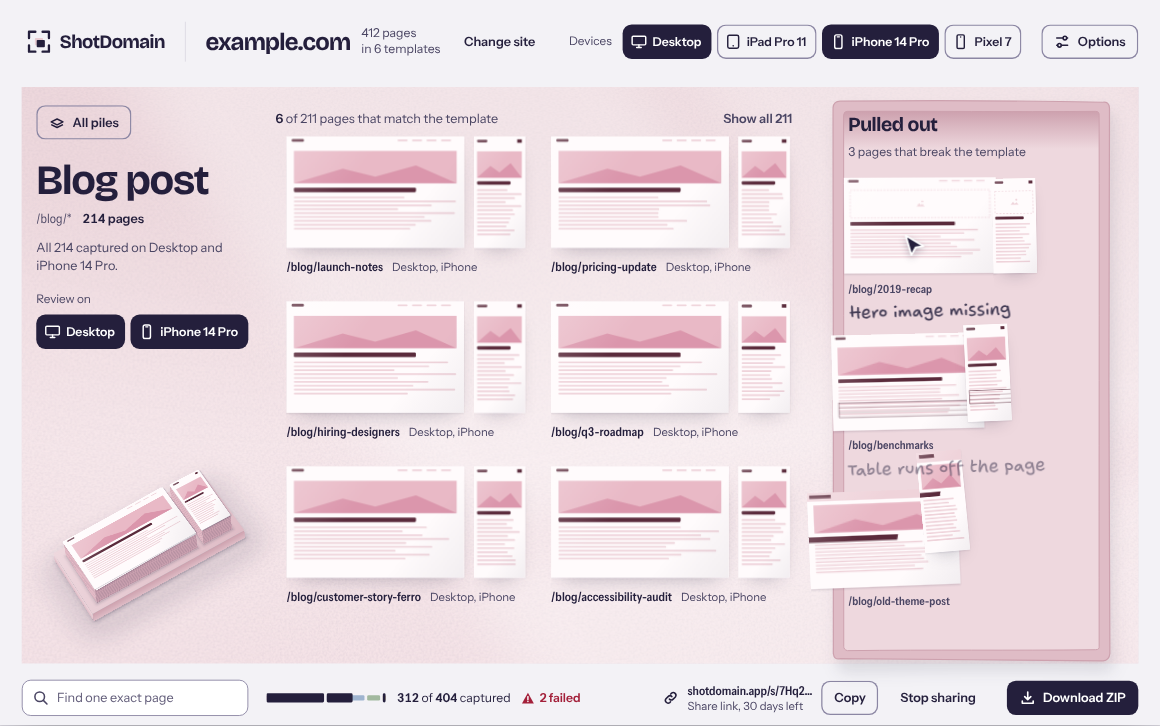 ShotDomain
example.com
412 pages
in 6 templates
Change site
Devices
Desktop
iPad Pro 11
iPhone 14 Pro
Pixel 7
Options
All piles
Blog post
/blog/* 214 pages
All 214 captured on Desktop and
iPhone 14 Pro.
Review on
Desktop
iPhone 14 Pro
6 of 211 pages that match the template
Show all 211
/blog/launch-notes Desktop, iPhone
/blog/pricing-update Desktop, iPhone
/blog/hiring-designers Desktop, iPhone
/blog/q3-roadmap Desktop, iPhone
/blog/customer-story-ferro Desktop, iPhone
/blog/accessibility-audit Desktop, iPhone
Pulled out
3 pages that break the template
/blog/2019-recap
Hero image missing
/blog/benchmarks
Table runs off the page
/blog/old-theme-post
Find one exact page
312 of 404 captured
2 failed
shotdomain.app/s/7Hq2...
Share link, 30 days left
Copy
Stop sharing
Download ZIP